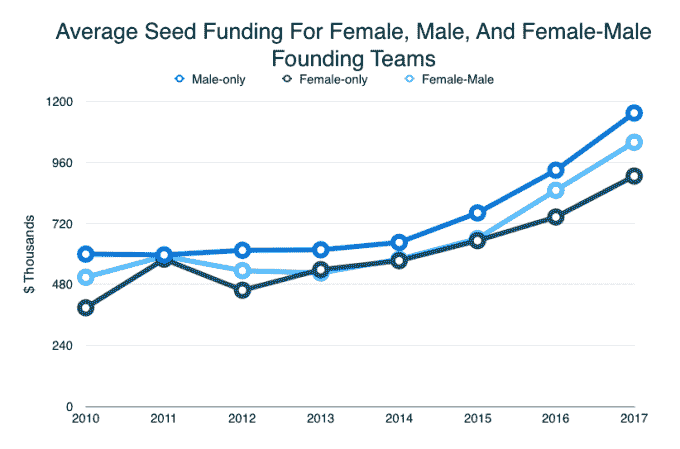 Average Seed Funding For Female, Male, And Female-Male
Founding Teams
Male-only Female-only Female-Male
1200
960
720
480
240
0
$ Thousands
2010 2011 2012 2013 2014 2015 2016 2017